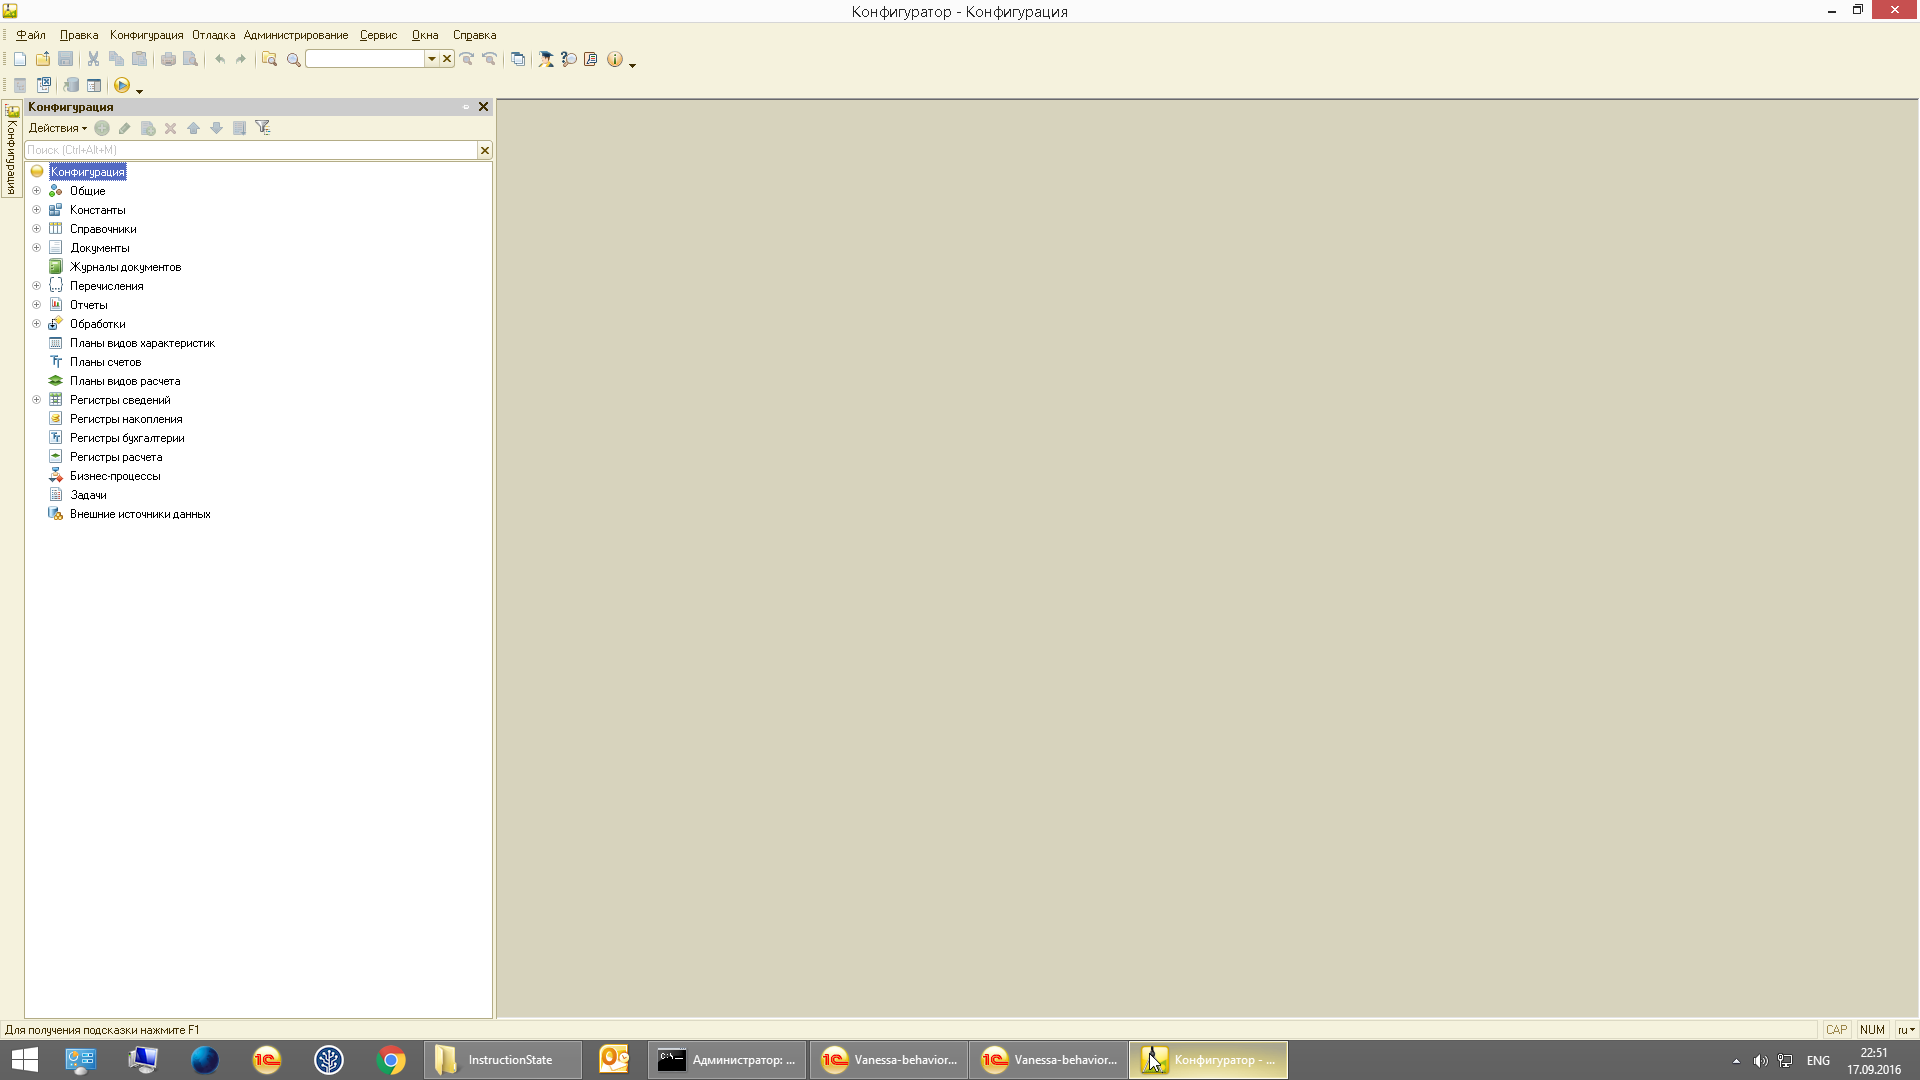 Конфигуратор - Конфигурация
Файл Правка Конфигурация Отладка Администрирование Сервис Окна Справка
Конфигурация
Конфигурация
Действия
Поиск (Ctrl+Alt+M)
Конфигурация
Общие
Константы
Справочники
Документы
Журналы документов
Перечисления
Отчеты
Обработки
Планы видов характеристик
Планы счетов
Планы видов расчета
Регистры сведений
Регистры накопления
Регистры бухгалтерии
Регистры расчета
Бизнес-процессы
Задачи
Внешние источники данных
Для получения подсказки нажмите F1
CAP NUM ru
InstructionState
Администратор: ...
Vanessa-behavior...
Vanessa-behavior...
Конфигуратор - ...
ENG
22:51
17.09.2016